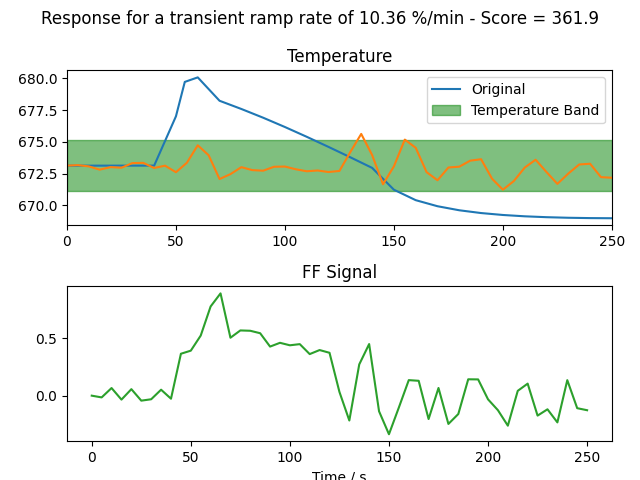 Response for a transient ramp rate of 10.36 %/min - Score = 361.9
Temperature
680.0
677.5
675.0
672.5
670.0
Original
Temperature Band
0 50 100 150 200 250
FF Signal
0.5
0.0
0 50 100 150 200 250
Time / s